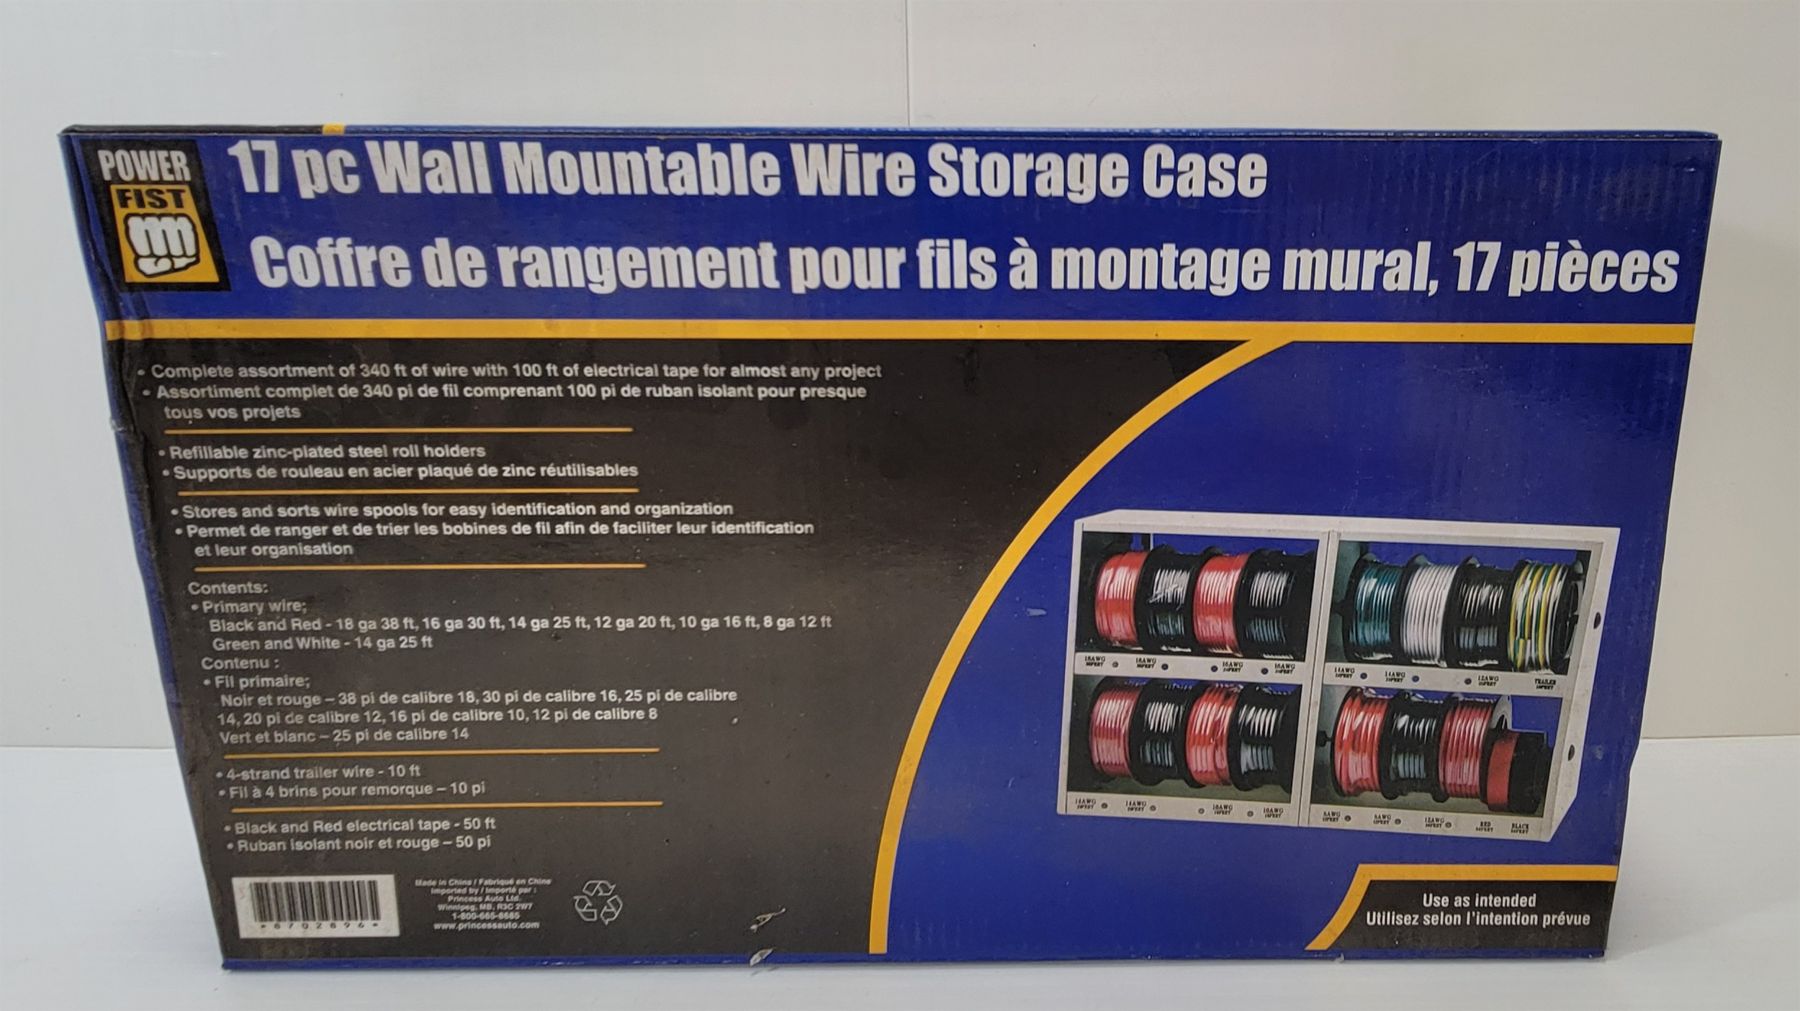 POWER
FIST
17 pc Wall Mountable Wire Storage Case
Coffre de rangement pour fils à montage mural, 17 pièces
• Complete assortment of 340 ft of wire with 100 ft of electrical tape for almost any project
• Assortiment complet de 340 pi de fil comprenant 100 pi de ruban isolant pour presque
tous vos projets
• Refillable zinc-plated steel roll holders
• Supports de rouleau en acier plaqué de zinc réutilisables
• Stores and sorts wire spools for easy identification and organization
• Permet de ranger et de trier les bobines de fil afin de faciliter leur identification
et leur organisation
Contents:
• Primary wire;
Black and Red - 18 ga 38 ft, 16 ga 30 ft, 14 ga 25 ft, 12 ga 20 ft, 10 ga 16 ft, 8 ga 12 ft
Green and White - 14 ga 25 ft
Contenu :
• Fil primaire;
Noir et rouge – 38 pi de calibre 18, 30 pi de calibre 16, 25 pi de calibre
14, 20 pi de calibre 12, 16 pi de calibre 10, 12 pi de calibre 8
Vert et blanc – 25 pi de calibre 14
• 4-strand trailer wire - 10 ft
• Fil à 4 brins pour remorque – 10 pi
• Black and Red electrical tape - 50 ft
• Ruban isolant noir et rouge – 50 pi
Made in China / Fabriqué en Chine
Imported by / Importé par :
Princess Auto Ltd.
Winnipeg, MB, R3C 2W7
1-800-665-8685
www.princessauto.com
Use as intended
Utilisez selon l'intention prévue